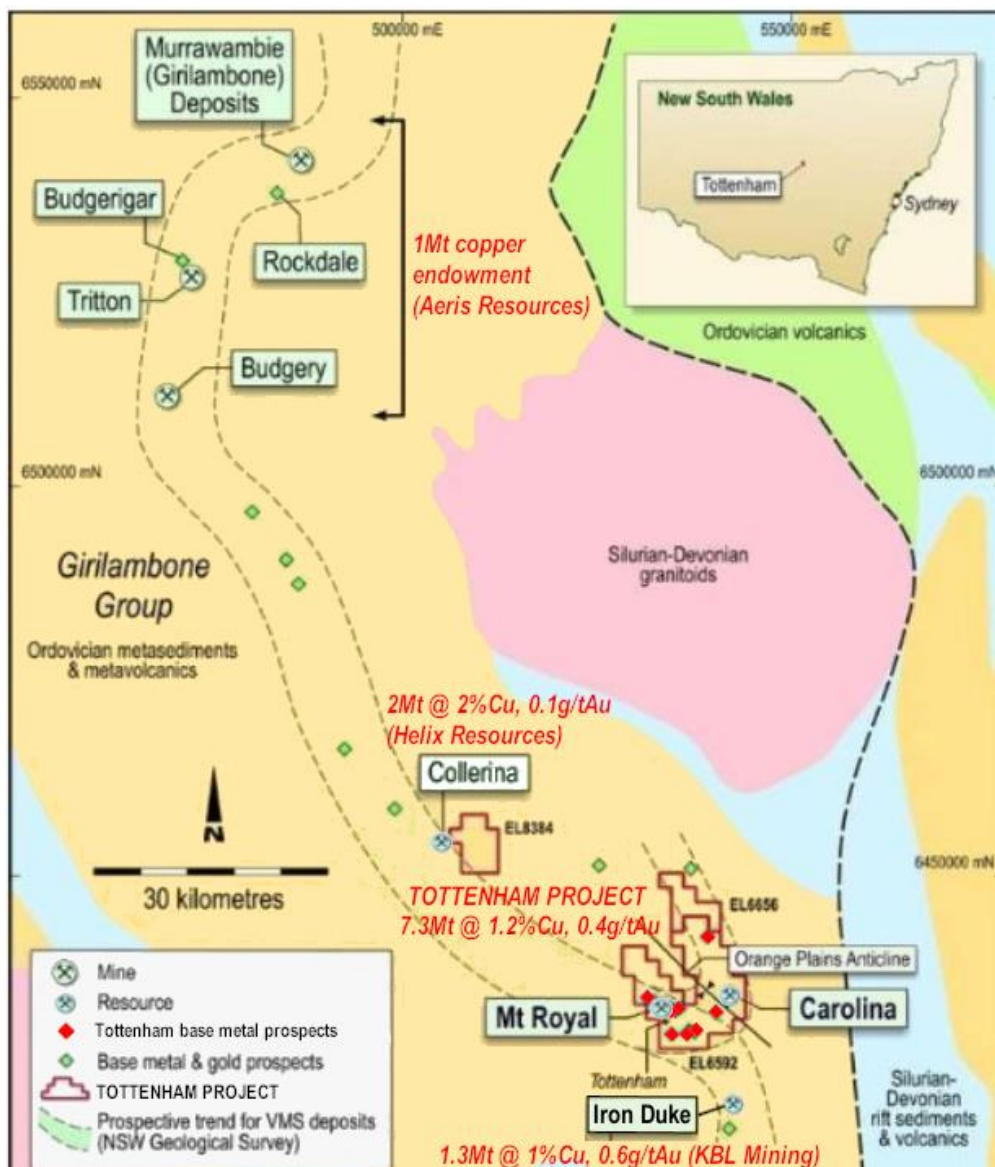 500000 mE
550000 mE
6550000 mN
Murrawambie
(Girilambone)
Deposits
New South Wales
Tottenham
Sydney
Budgerigar
Rockdale
Tritton
1Mt copper
endowment
(Aeris Resources)
Ordovician volcanics
Budgery
6500000 mN
6500000 mN
Silurian-Devonian
granitoids
Girilambone
Group
Ordovician metasediments
& metavolcanics
2Mt @ 2%Cu, 0.1g/tAu
(Helix Resources)
Collerina
EL8384
N
30 kilometres
6450000 mN
TOTTENHAM PROJECT
7.3Mt @ 1.2%Cu, 0.4g/tAu
EL6656
Orange Plains Anticline
Mt Royal
Carolina
EL6592
Tottenham
Iron Duke
1.3Mt @ 1%Cu, 0.6g/tAu (KBL Mining)
Silurian-
Devonian
rift sediments
& volcanics
Mine
Resource
Tottenham base metal prospects
Base metal & gold prospects
TOTTENHAM PROJECT
Prospective trend for VMS deposits
(NSW Geological Survey)